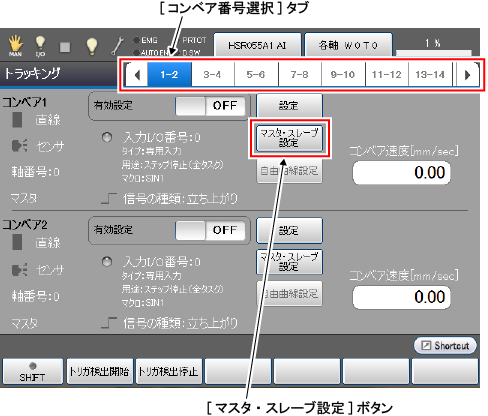 [ コンベア番号選択 ] タブ
MAN I/O EMG PRTCT AUTO EN D.SW HSR055A1 AI 各軸 W0T0 1 %
トラッキング 1-2 3-4 5-6 7-8 9-10 11-12 13-14
コンベア1 有効設定 OFF 設定
直線 入力I/O番号:0 マスタ・スレーブ設定 コンベア速度[mm/sec]
タイプ:専用入力
センサ 用途:ステップ停止(全タスク)
軸番号:0 マクロ:SIN1 自由曲線設定 0.00
マスタ 信号の種類:立ち上がり
コンベア2 有効設定 OFF 設定
直線 入力I/O番号:0 マスタ・スレーブ設定 コンベア速度[mm/sec]
タイプ:専用入力
センサ 用途:ステップ停止(全タスク)
軸番号:0 マクロ:SIN1 自由曲線設定 0.00
マスタ 信号の種類:立ち上がり
Shortcut
SHIFT トリガ検出開始 トリガ検出停止
[ マスタ・スレーブ設定 ] ボタン